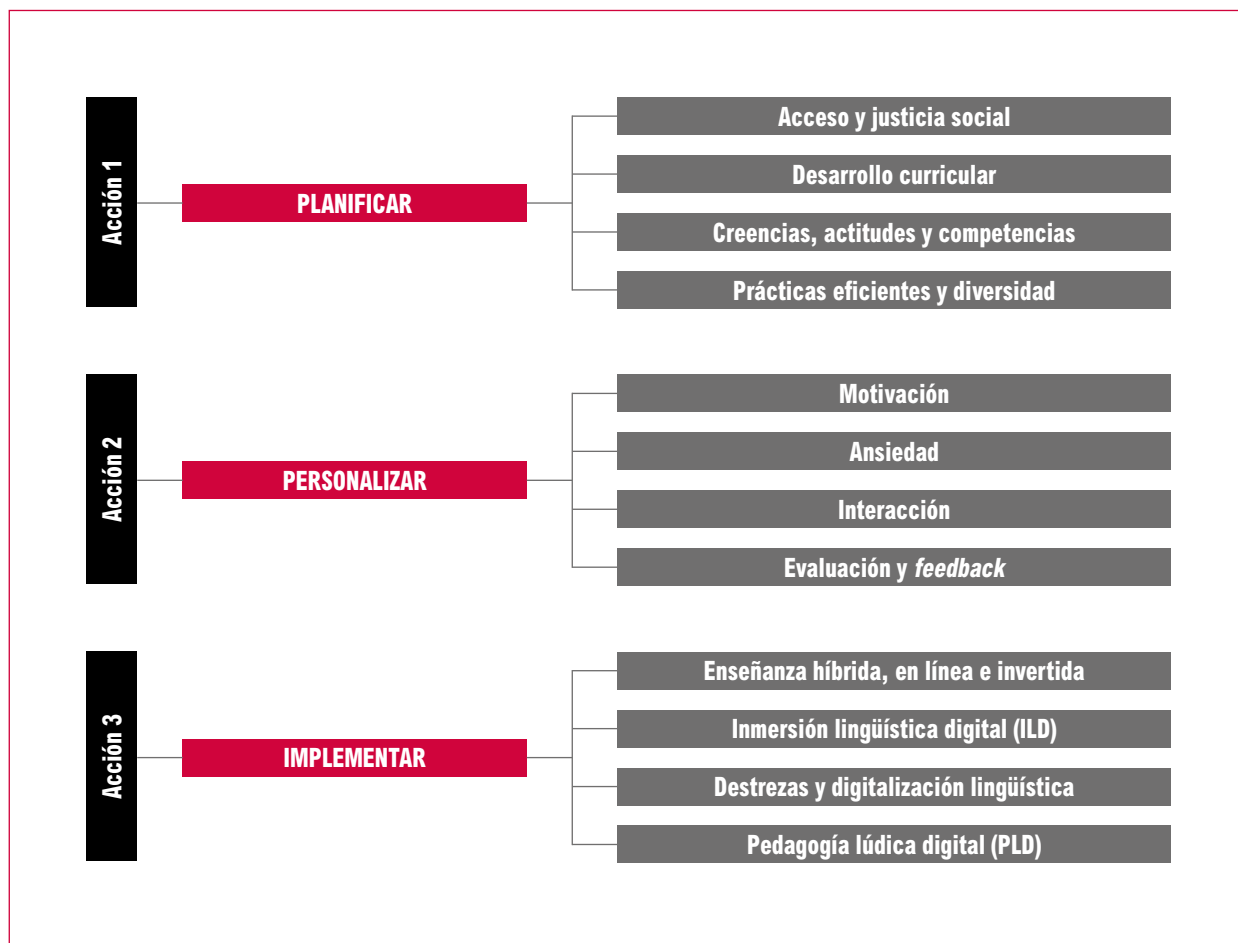 Acción 1
PLANIFICAR
Acceso y justicia social
Desarrollo curricular
Creencias, actitudes y competencias
Prácticas eficientes y diversidad
Acción 2
PERSONALIZAR
Motivación
Ansiedad
Interacción
Evaluación y feedback
Acción 3
IMPLEMENTAR
Enseñanza híbrida, en línea e invertida
Inmersión lingüística digital (ILD)
Destrezas y digitalización lingüística
Pedagogía lúdica digital (PLD)